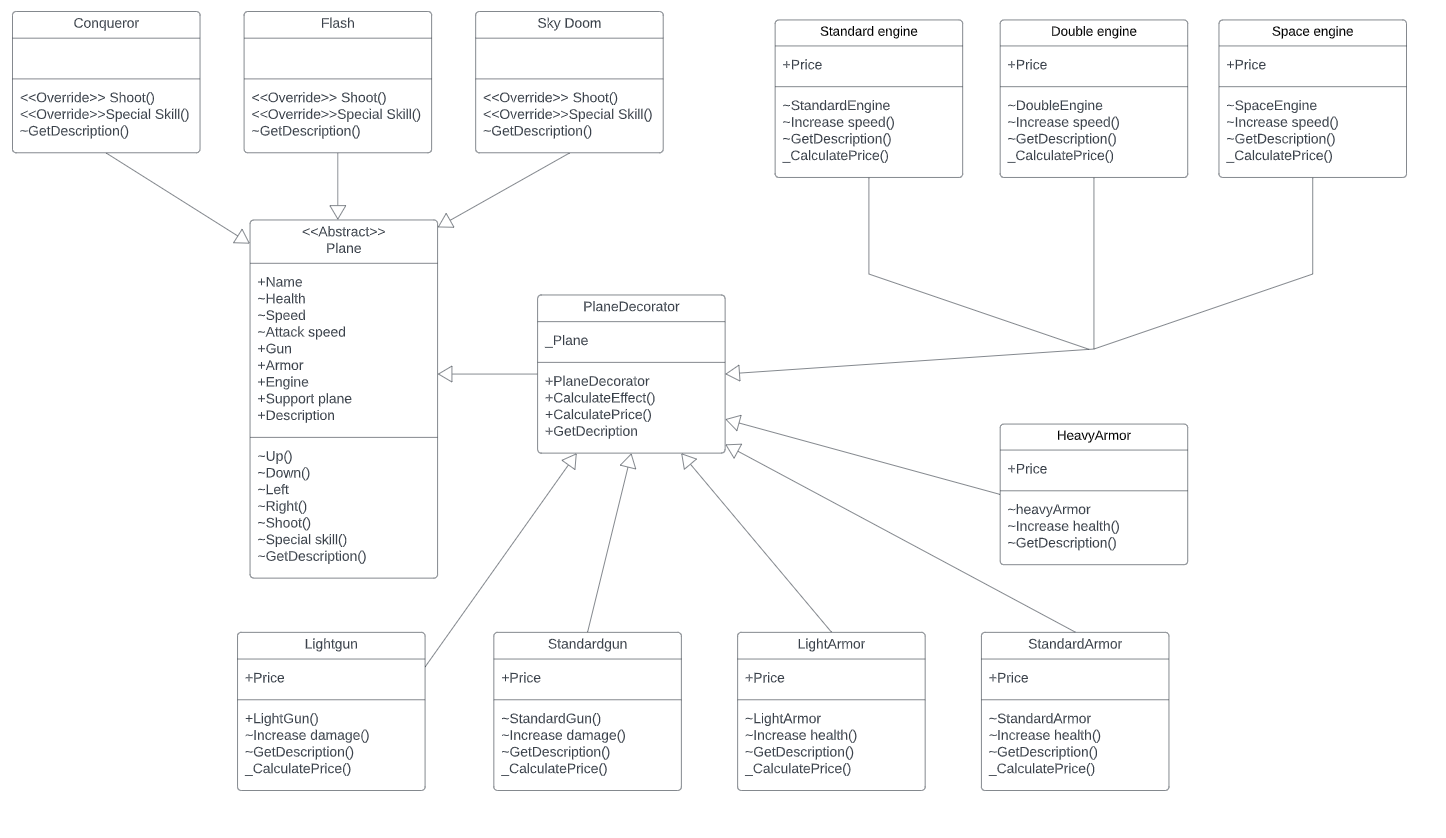 Conqueror
<<Override>> Shoot()
<<Override>>Special Skill()
~GetDescription()
Flash
<<Override>> Shoot()
<<Override>>Special Skill()
~GetDescription()
Sky Doom
<<Override>> Shoot()
<<Override>>Special Skill()
~GetDescription()
Standard engine
+Price
~StandardEngine
~Increase speed()
~GetDescription()
_CalculatePrice()
Double engine
+Price
~DoubleEngine
~Increase speed()
~GetDescription()
_CalculatePrice()
Space engine
+Price
~SpaceEngine
~Increase speed()
~GetDescription()
_CalculatePrice()
<<Abstract>>
Plane
+Name
~Health
~Speed
~Attack speed
+Gun
+Armor
+Engine
+Support plane
+Description
~Up()
~Down()
~Left
~Right()
~Shoot()
~Special skill()
~GetDescription()
PlaneDecorator
_Plane
+PlaneDecorator
+CalculateEffect()
+CalculatePrice()
+GetDecription
HeavyArmor
+Price
~heavyArmor
~Increase health()
~GetDescription()
Lightgun
+Price
+LightGun()
~Increase damage()
~GetDescription()
_CalculatePrice()
Standardgun
+Price
~StandardGun()
~Increase damage()
~GetDescription()
_CalculatePrice()
LightArmor
+Price
~LightArmor
~Increase health()
~GetDescription()
_CalculatePrice()
StandardArmor
+Price
~StandardArmor
~Increase health()
~GetDescription()
_CalculatePrice()